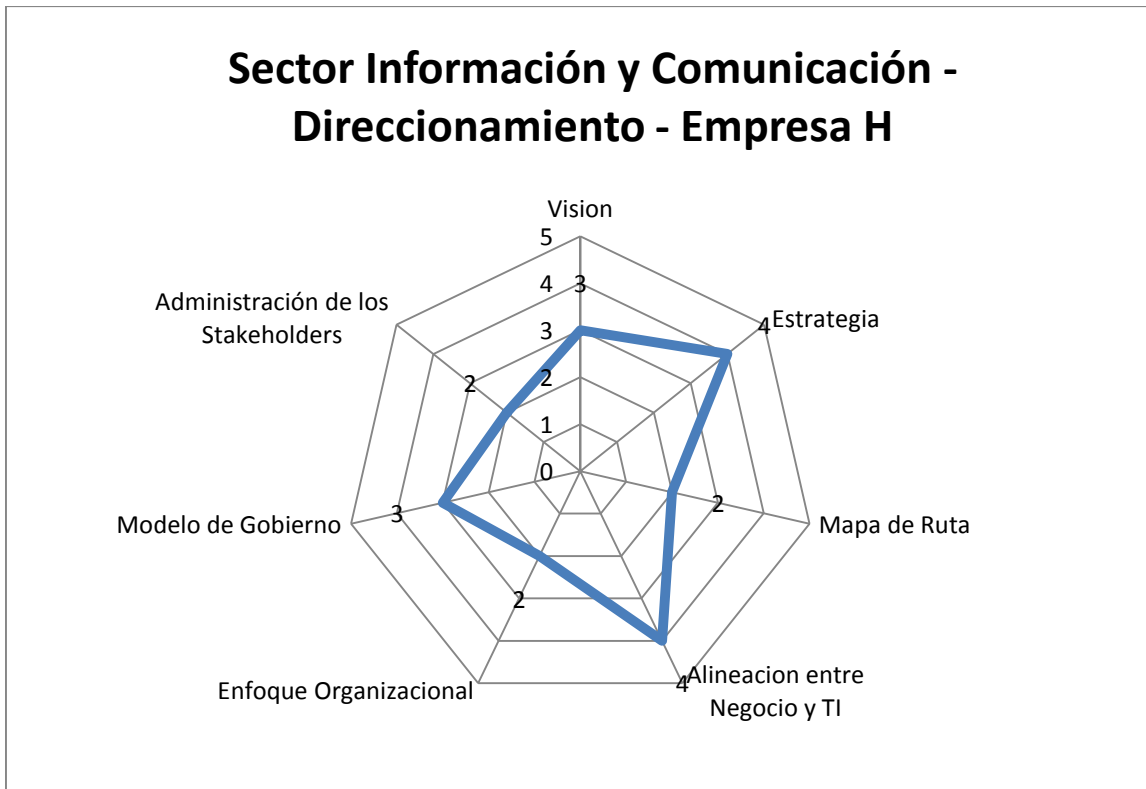 Sector Información y Comunicación -
Direccionamiento - Empresa H
Vision
5
4
3
3
2
1
0
4
Estrategia
2
Mapa de Ruta
4
Alineacion entre
Negocio y TI
2
Enfoque Organizacional
3
Modelo de Gobierno
2
Administración de los
Stakeholders